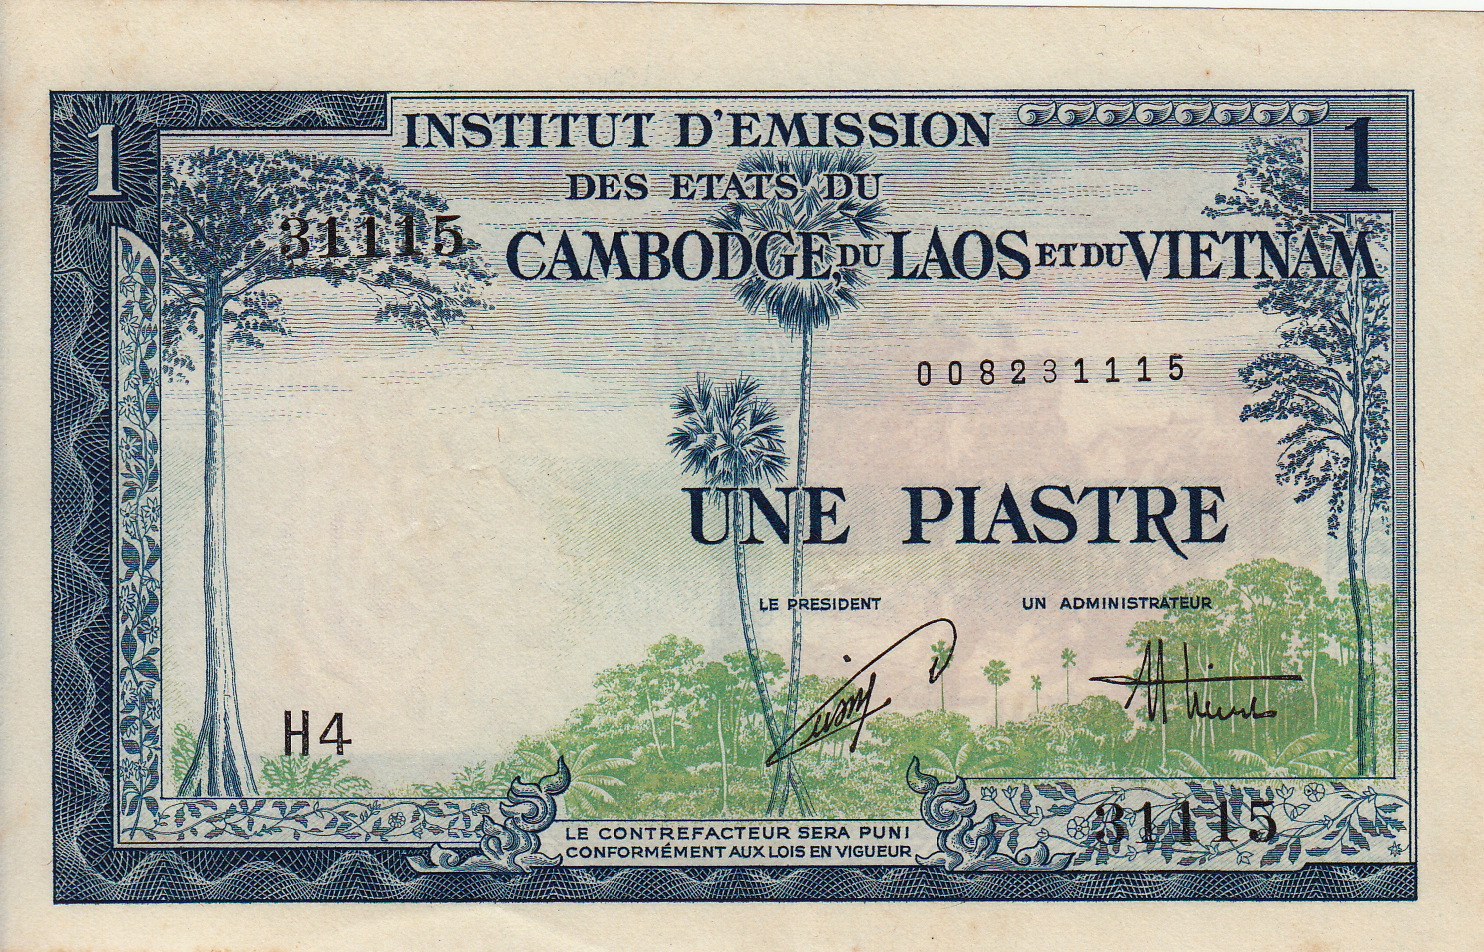 1
INSTITUT D'EMISSION
1
DES ETATS DU
31115
CAMBODGE, DU LAOS ET DU VIETNAM
008231115
UNE PIASTRE
LE PRESIDENT
UN ADMINISTRATEUR
H4
31115
LE CONTREFACTEUR SERA PUNI
CONFORMÉMENT AUX LOIS EN VIGUEUR